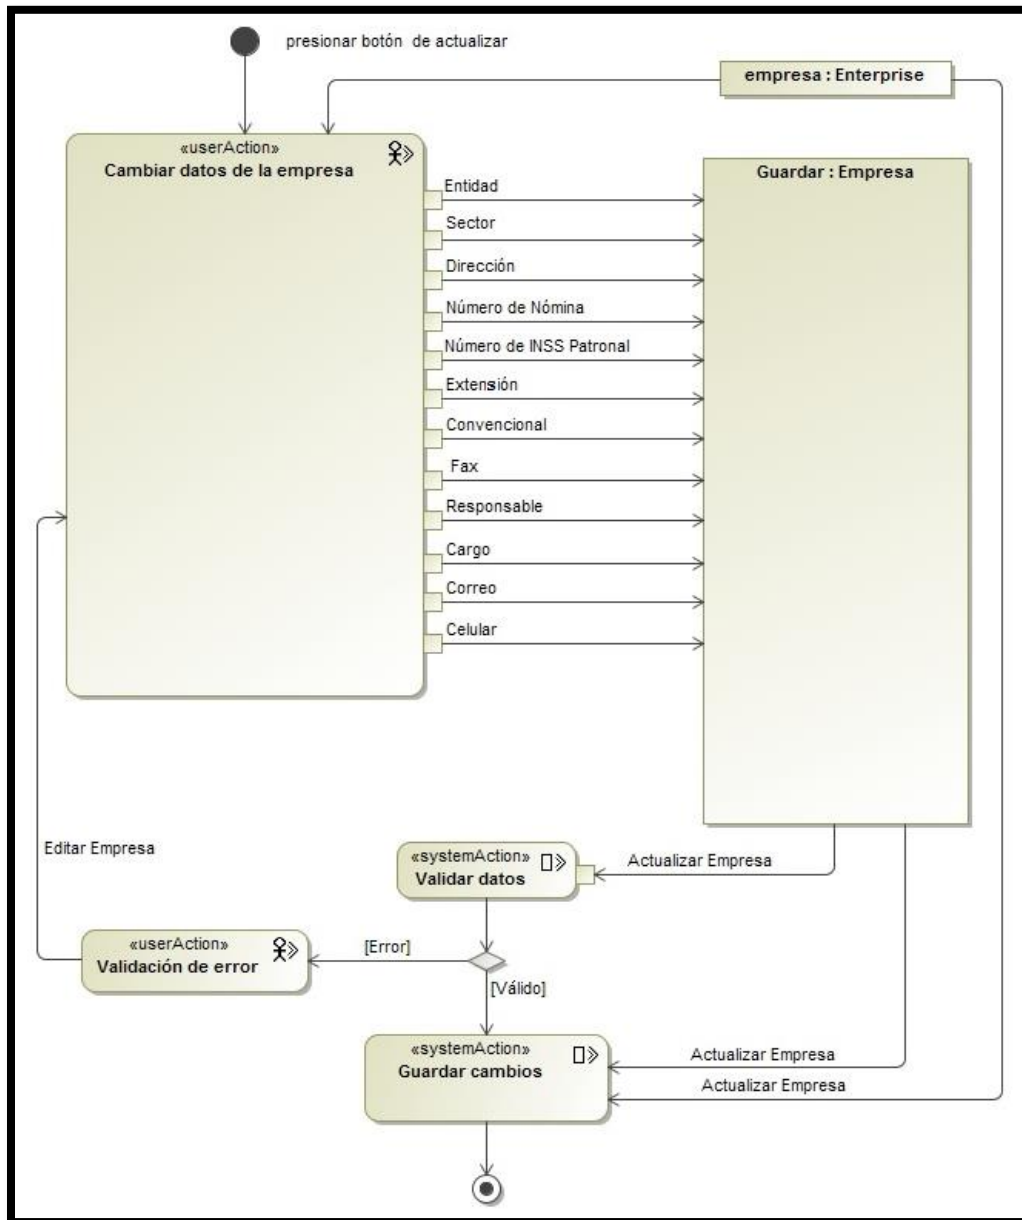 presionar botón de actualizar
empresa : Enterprise
«userAction»
Cambiar datos de la empresa
Guardar : Empresa
Entidad
Sector
Dirección
Número de Nómina
Número de INSS Patronal
Extensión
Convencional
Fax
Responsable
Cargo
Correo
Celular
Editar Empresa
«systemAction»
Validar datos
Actualizar Empresa
«userAction»
Validación de error
[Error]
[Válido]
«systemAction»
Guardar cambios
Actualizar Empresa
Actualizar Empresa